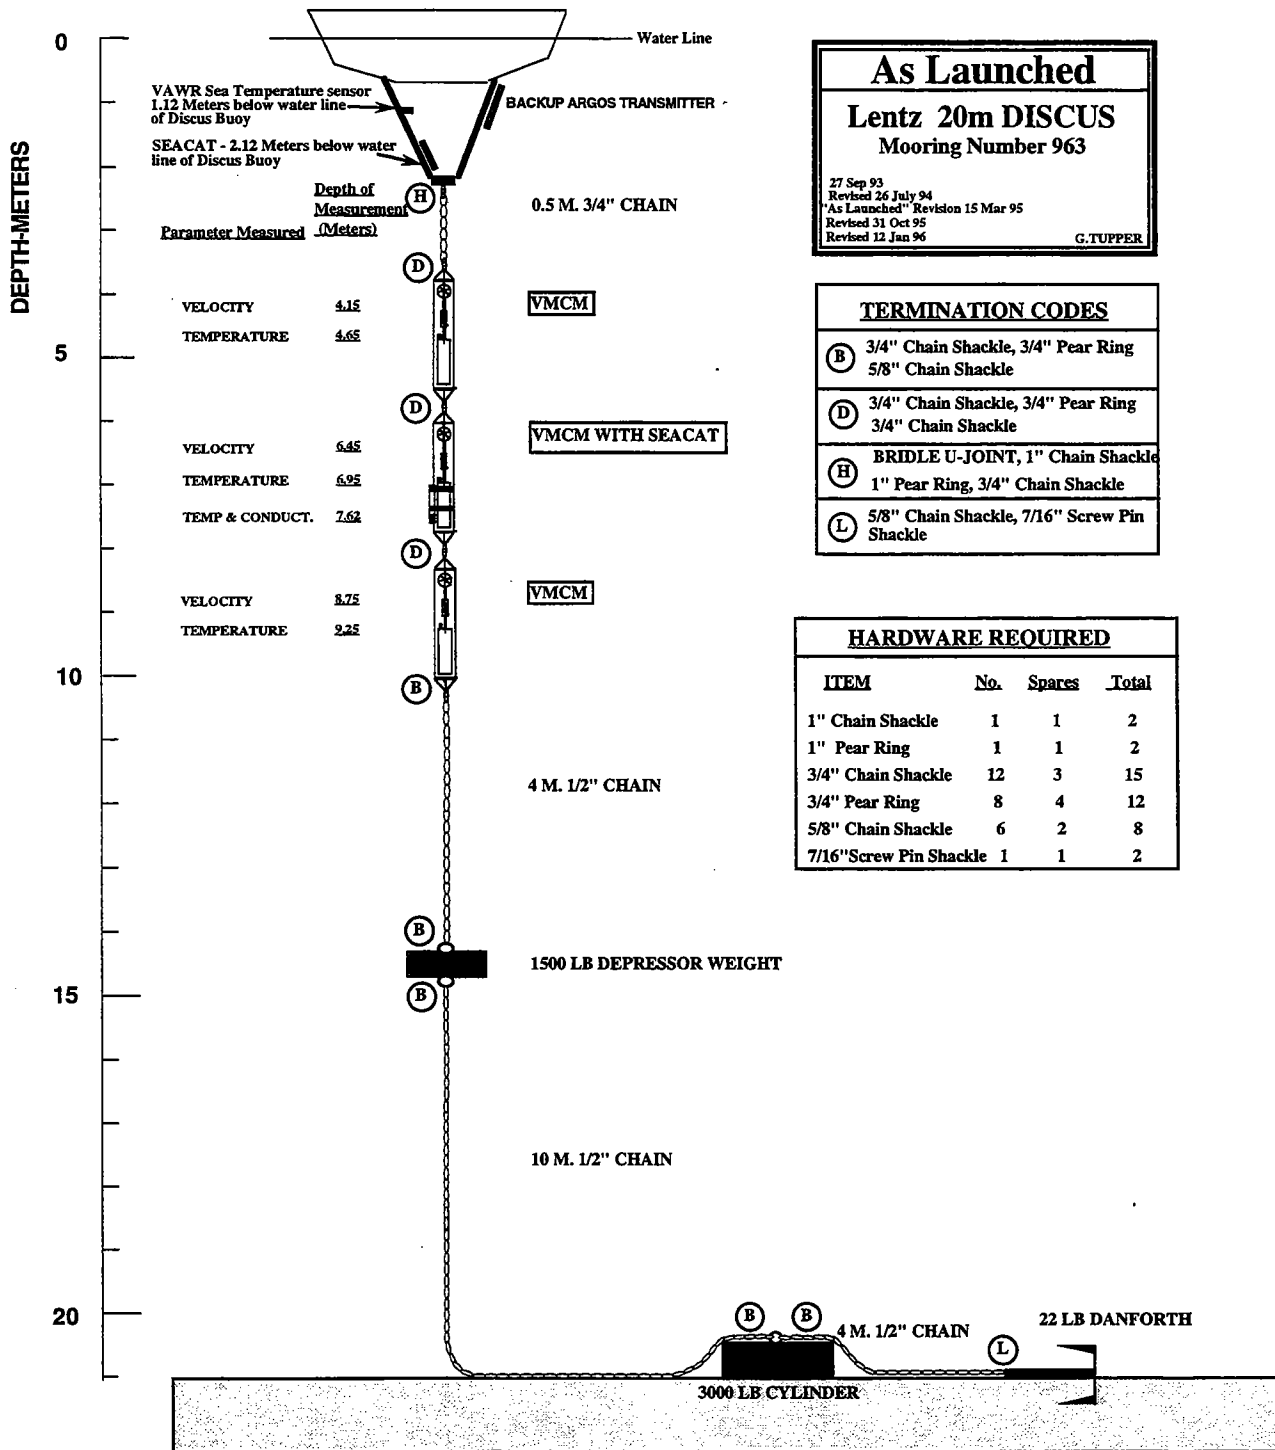 0
Water Line
VAWR Sea Temperature sensor
1.12 Meters below water line
of Discus Buoy
BACKUP ARGOS TRANSMITTER
SEACAT - 2.12 Meters below water
line of Discus Buoy
DEPTH-METERS
As Launched
Lentz 20m DISCUS
Mooring Number 963
27 Sep 93
Revised 26 July 94
"As Launched" Revision 15 Mar 95
Revised 31 Oct 95
Revised 12 Jan 96
G.TUPPER
Parameter Measured
Depth of
Measurement
(Meters)
H
0.5 M. 3/4" CHAIN
D
VELOCITY 4.15
VMCM
TEMPERATURE 4.65
5
D
VELOCITY 6.45
VMCM WITH SEACAT
TEMPERATURE 6.95
TEMP & CONDUCT. 7.62
D
VELOCITY 8.75
VMCM
TEMPERATURE 9.25
10
B
4 M. 1/2" CHAIN
B
1500 LB DEPRESSOR WEIGHT
B
15
10 M. 1/2" CHAIN
20
B B
4 M. 1/2" CHAIN
L
22 LB DANFORTH
3000 LB CYLINDER
TERMINATION CODES
B 3/4" Chain Shackle, 3/4" Pear Ring
5/8" Chain Shackle
D 3/4" Chain Shackle, 3/4" Pear Ring
3/4" Chain Shackle
H BRIDLE U-JOINT, 1" Chain Shackle
1" Pear Ring, 3/4" Chain Shackle
L 5/8" Chain Shackle, 7/16" Screw Pin
Shackle
HARDWARE REQUIRED
ITEM No. Spares Total
1" Chain Shackle 1 1 2
1" Pear Ring 1 1 2
3/4" Chain Shackle 12 3 15
3/4" Pear Ring 8 4 12
5/8" Chain Shackle 6 2 8
7/16"Screw Pin Shackle 1 1 2